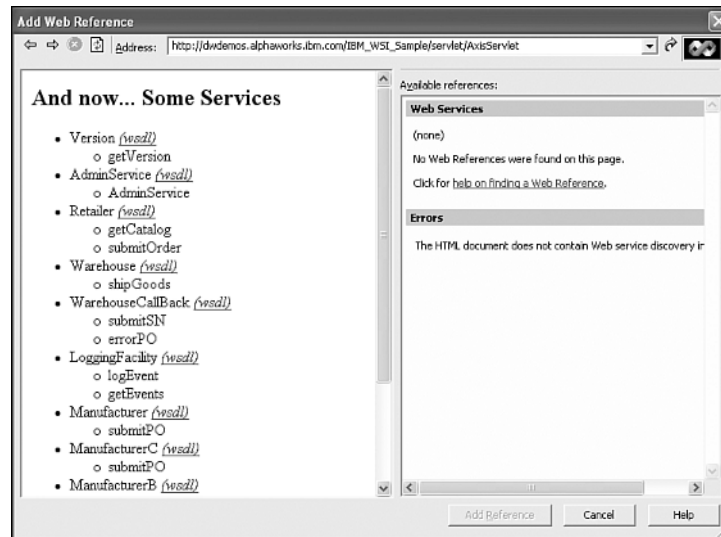 Add Web Reference
Address: http://dwdemos.alphaworks.ibm.com/IBM_WSI_Sample/servlet/AxisServlet
And now... Some Services
• Version (wsdl)
o getVersion
• AdminService (wsdl)
o AdminService
• Retailer (wsdl)
o getCatalog
o submitOrder
• Warehouse (wsdl)
o shipGoods
• WarehouseCallBack (wsdl)
o submitSN
o errorPO
• LoggingFacility (wsdl)
o logEvent
o getEvents
• Manufacturer (wsdl)
o submitPO
• ManufacturerC (wsdl)
o submitPO
• ManufacturerB (wsdl)
Available references:
Web Services
(none)
No Web References were found on this page.
Click for help on finding a Web Reference.
Errors
The HTML document does not contain Web service discovery ir
Add Reference
Cancel
Help